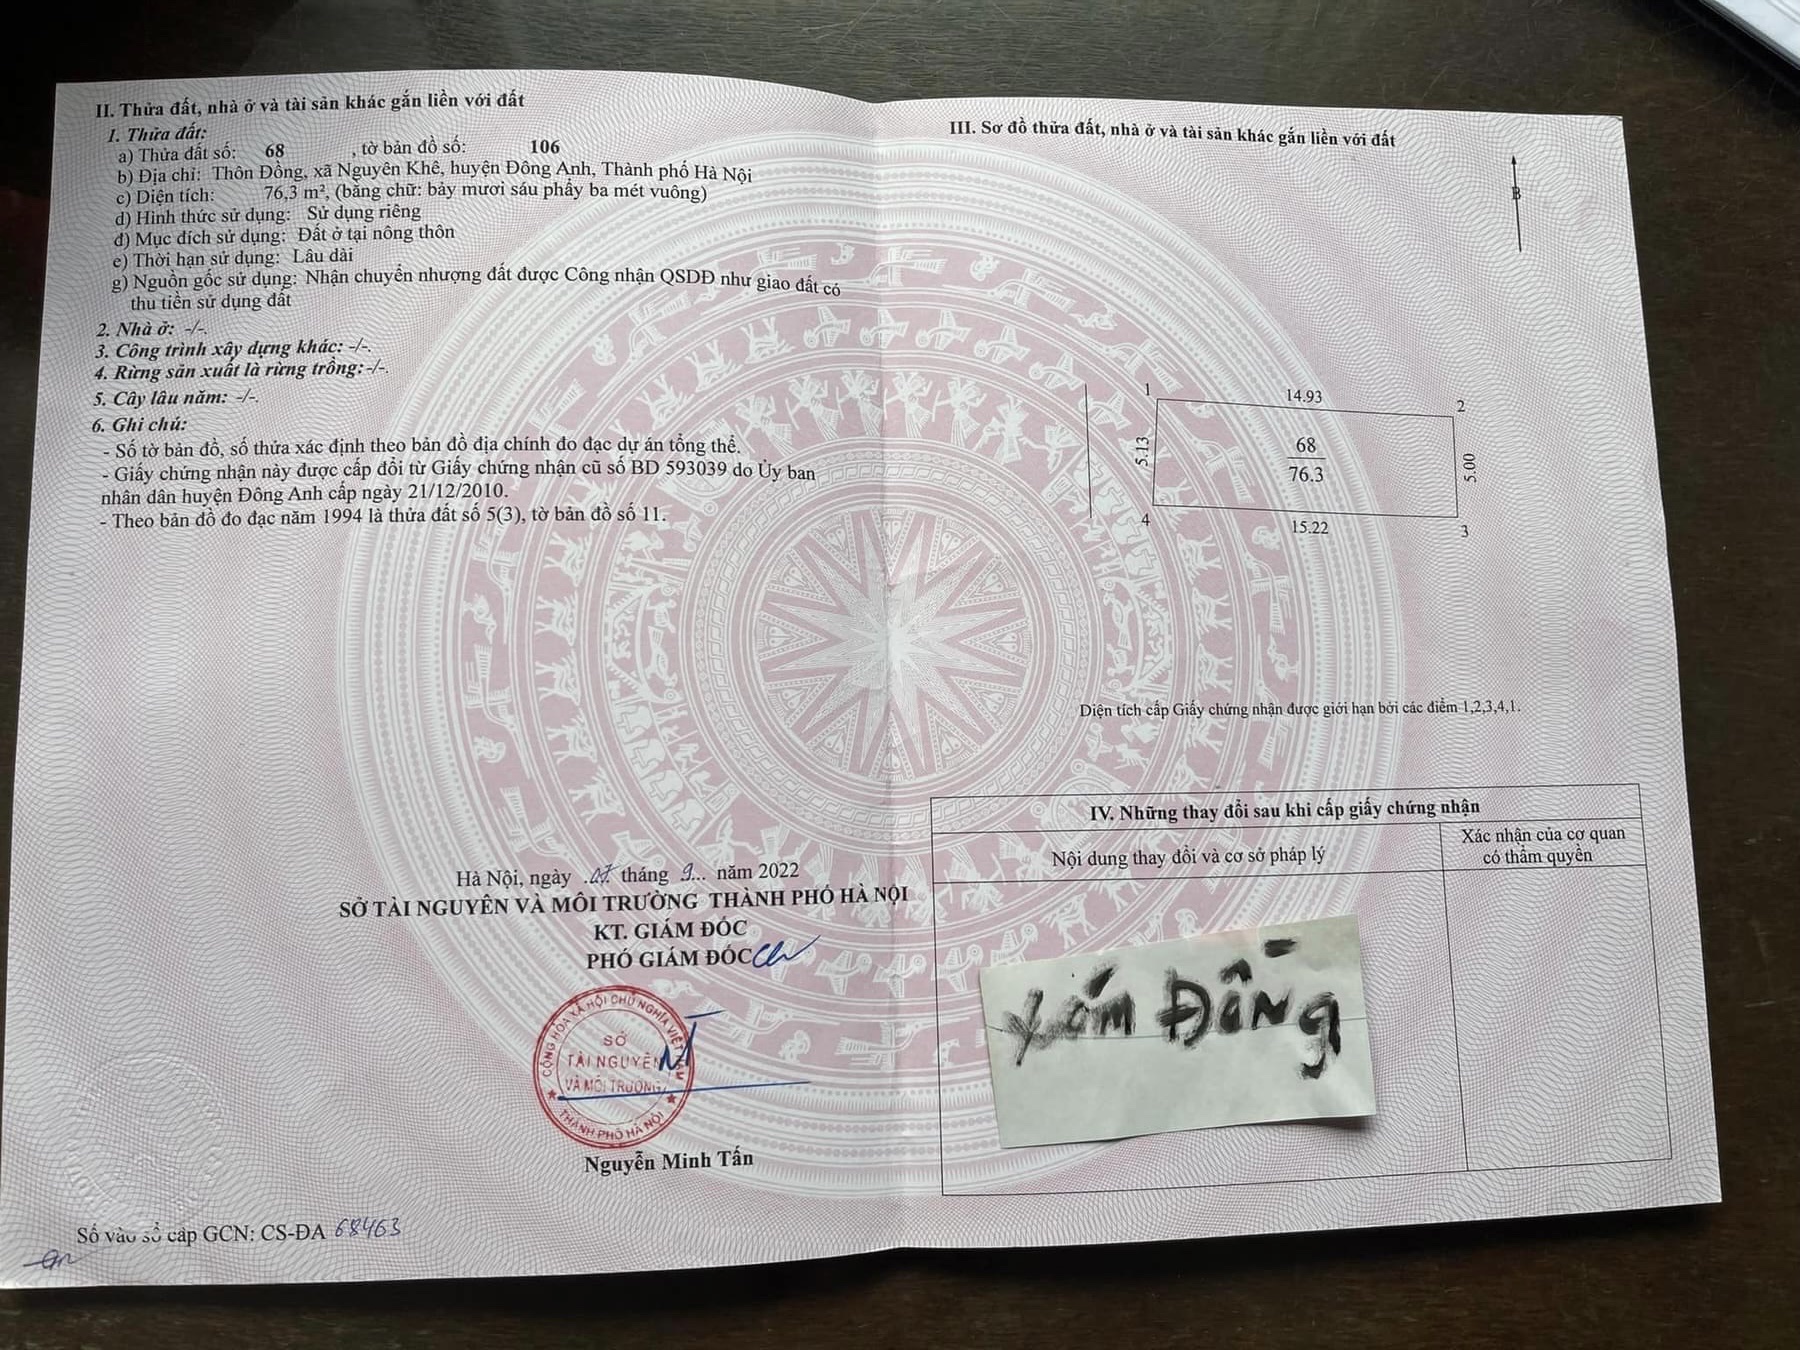 II. Thửa đất, nhà ở và tài sản khác gắn liền với đất
1. Thửa đất:
a) Thửa đất số: 68 , tờ bản đồ số: 106
b) Địa chỉ: Thôn Đồng, xã Nguyên Khê, huyện Đông Anh, Thành phố Hà Nội
c) Diện tích: 76,3 m², (bằng chữ: bảy mươi sáu phẩy ba mét vuông)
d) Hình thức sử dụng: Sử dụng riêng
đ) Mục đích sử dụng: Đất ở tại nông thôn
e) Thời hạn sử dụng: Lâu dài
g) Nguồn gốc sử dụng: Nhận chuyển nhượng đất được Công nhận QSDĐ như giao đất có
thu tiền sử dụng đất
2. Nhà ở: -/-.
3. Công trình xây dựng khác: -/-.
4. Rừng sản xuất là rừng trồng: -/-.
5. Cây lâu năm: -/-.
6. Ghi chú:
- Số tờ bản đồ, số thửa xác định theo bản đồ địa chính đo đạc dự án tổng thể.
- Giấy chứng nhận này được cấp đổi từ Giấy chứng nhận cũ số BD 593039 do Ủy ban
nhân dân huyện Đông Anh cấp ngày 21/12/2010.
- Theo bản đồ đo đạc năm 1994 là thửa đất số 5(3), tờ bản đồ số 11.
Hà Nội, ngày 07 tháng 9 năm 2022
SỞ TÀI NGUYÊN VÀ MÔI TRƯỜNG THÀNH PHỐ HÀ NỘI
KT. GIÁM ĐỐC
PHÓ GIÁM ĐỐC
CỘNG HÒA XÃ HỘI CHỦ NGHĨA VIỆT NAM
SỞ
TÀI NGUYÊN
VÀ MÔI TRƯỜNG
THÀNH PHỐ HÀ NỘI
Nguyễn Minh Tấn
Số vào sổ cấp GCN: CS-ĐA 68463
III. Sơ đồ thửa đất, nhà ở và tài sản khác gắn liền với đất
B
1
14.93
2
5.13
68
76.3
5.00
4
15.22
3
Diện tích cấp Giấy chứng nhận được giới hạn bởi các điểm 1,2,3,4,1.
IV. Những thay đổi sau khi cấp giấy chứng nhận
Nội dung thay đổi và cơ sở pháp lý
Xác nhận của cơ quan
có thẩm quyền
Xóm Đồng